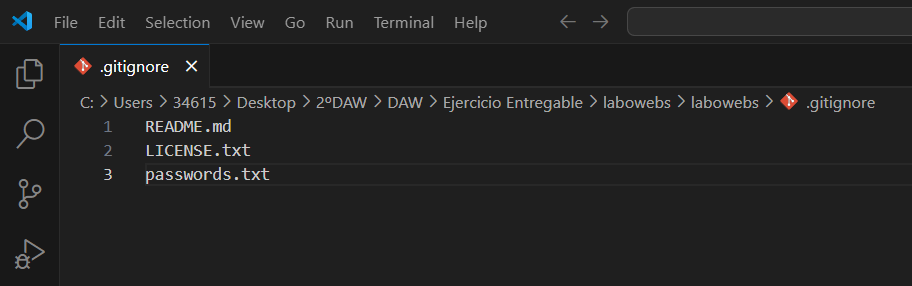 File Edit Selection View Go Run Terminal Help
.gitignore
C: > Users > 34615 > Desktop > 2ºDAW > DAW > Ejercicio Entregable > labowebs > labowebs > .gitignore
1 README.md
2 LICENSE.txt
3 passwords.txt